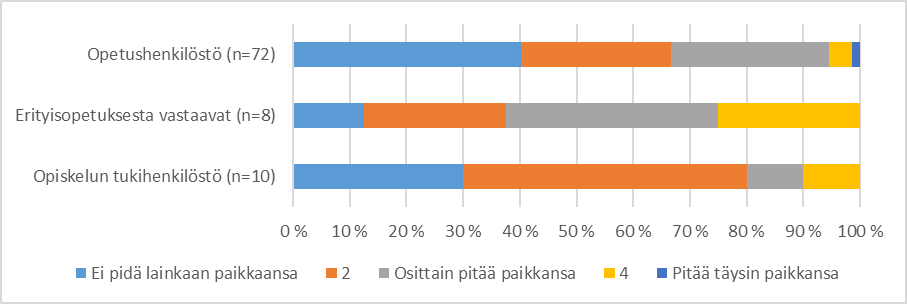 Opetushenkilöstö (n=72)
Erityisopetuksesta vastaavat (n=8)
Opiskelun tukihenkilöstö (n=10)
0 % 10 % 20 % 30 % 40 % 50 % 60 % 70 % 80 % 90 % 100 %
Ei pidä lainkaan paikkaansa 2 Osittain pitää paikkansa 4 Pitää täysin paikkansa